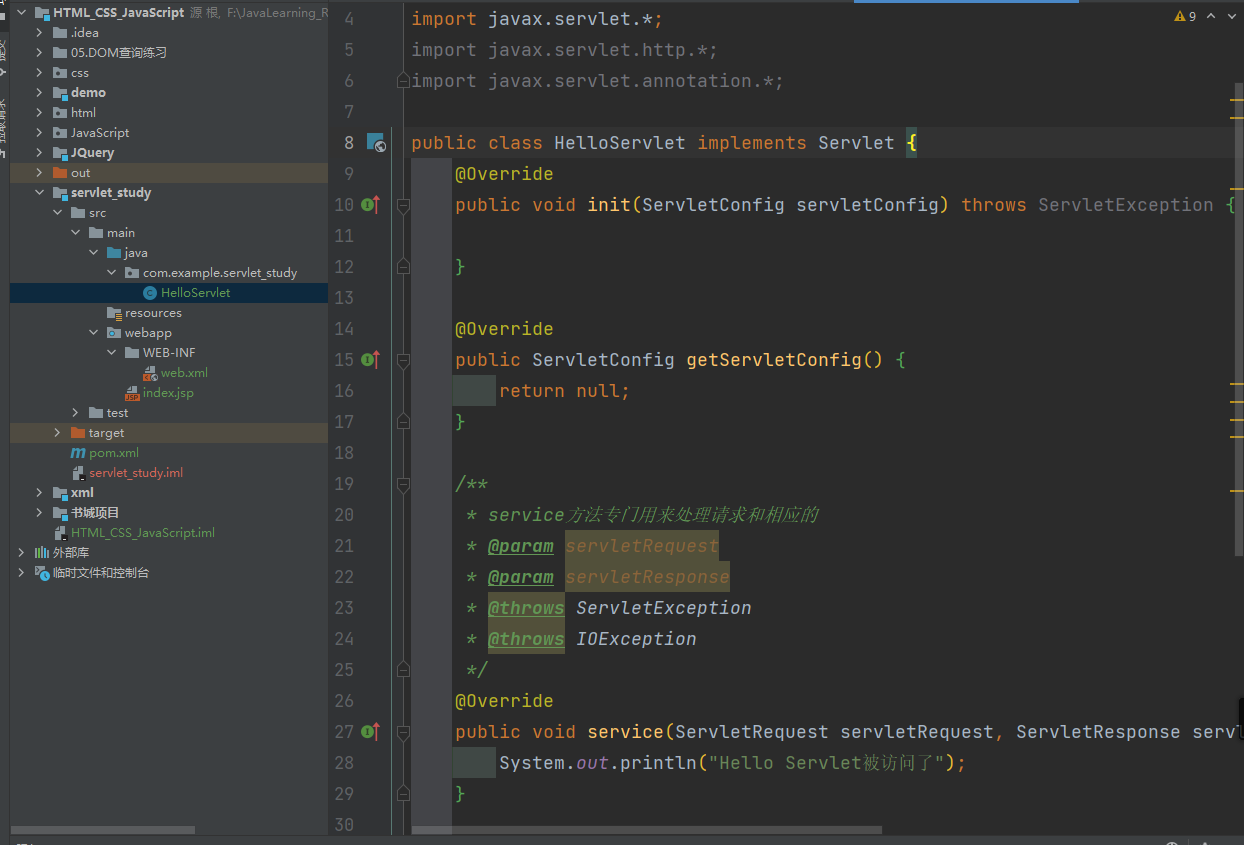 HTML_CSS_JavaScript 源 根, F:\JavaLearning_R
.idea
05.DOM查询练习
css
demo
html
JavaScript
JQuery
out
servlet_study
src
main
java
com.example.servlet_study
HelloServlet
resources
webapp
WEB-INF
web.xml
index.jsp
test
target
pom.xml
servlet_study.iml
xml
书城项目
HTML_CSS_JavaScript.iml
外部库
临时文件和控制台
9
4 import javax.servlet.*;
5 import javax.servlet.http.*;
6 import javax.servlet.annotation.*;
7
8 public class HelloServlet implements Servlet {
9 @Override
10 public void init(ServletConfig servletConfig) throws ServletException {
11
12 }
13
14 @Override
15 public ServletConfig getServletConfig() {
16 return null;
17 }
18
19 /**
20 * service方法专门用来处理请求和相应的
21 * @param servletRequest
22 * @param servletResponse
23 * @throws ServletException
24 * @throws IOException
25 */
26 @Override
27 public void service(ServletRequest servletRequest, ServletResponse servl
28 System.out.println("Hello Servlet被访问了");
29 }
30